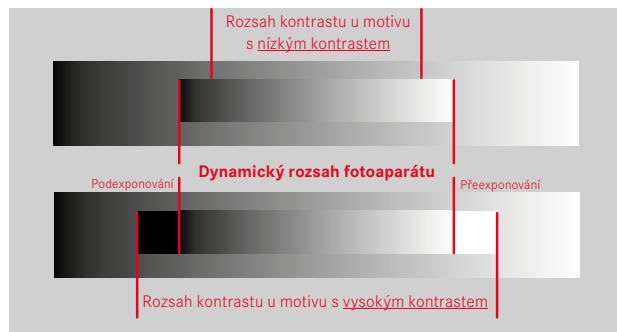 Rozsah kontrastu u motivu
s nízkým kontrastem
Dynamický rozsah fotoaparátu
Podexponování
Přeexponování
Rozsah kontrastu u motivu s vysokým kontrastem